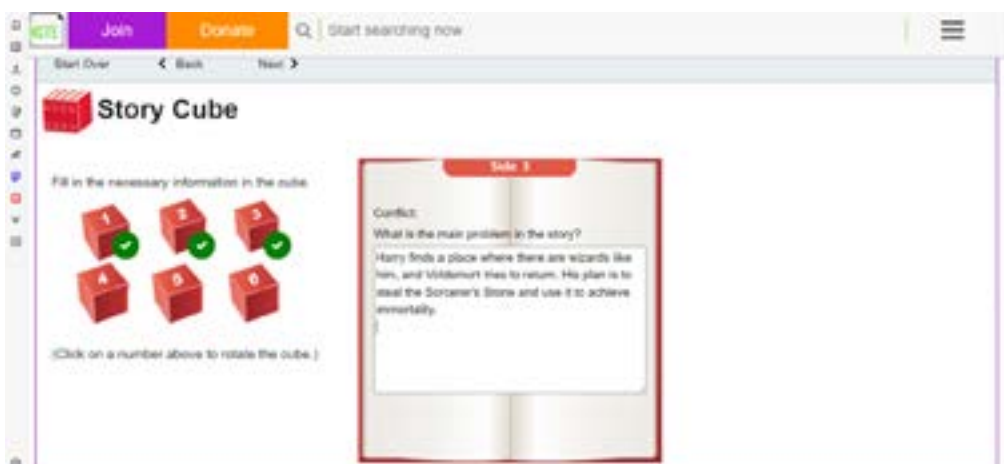 NCTE
Join
Donate
Start searching now
Start Over
Back
Next
Story Cube
Fill in the necessary information in the cube.
1
2
3
4
5
6
(Click on a number above to rotate the cube.)
Side 3
Conflict:
What is the main problem in the story?
Harry finds a place where there are wizards like
him, and Voldemort tries to return. His plan is to
steal the Sorcerer's Stone and use it to achieve
immortality.